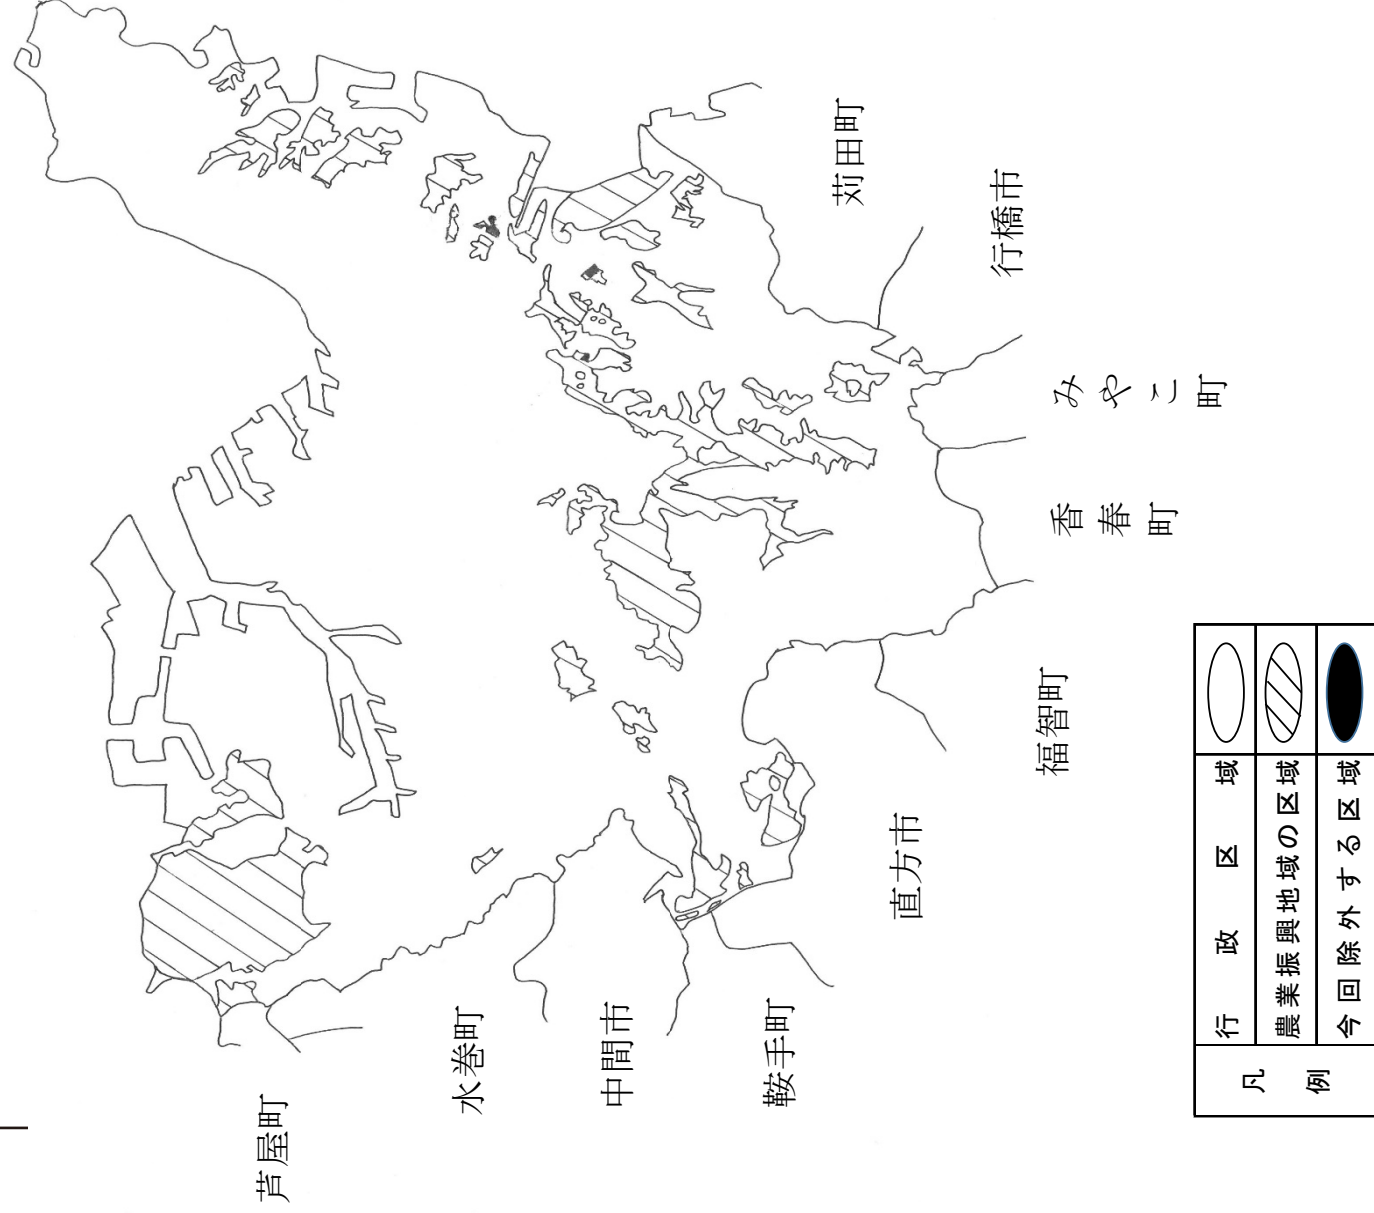 芦屋町
水巻町
中間市
鞍手町
直方市
福智町
香春町
みやこ町
行橋市
苅田町
凡例
行政区域
農業振興地域の区域
今回除外する区域